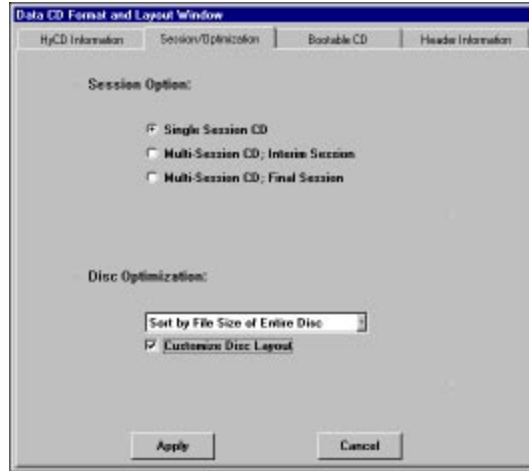 Data CD Format and Layout Window
HyCD Information Session/Optimization Bootable CD Header Information
Session Option:
Single Session CD
Multi-Session CD; Interim Session
Multi-Session CD; Final Session
Disc Optimization:
Sort by File Size of Entire Disc
Customize Disc Layout
Apply Cancel